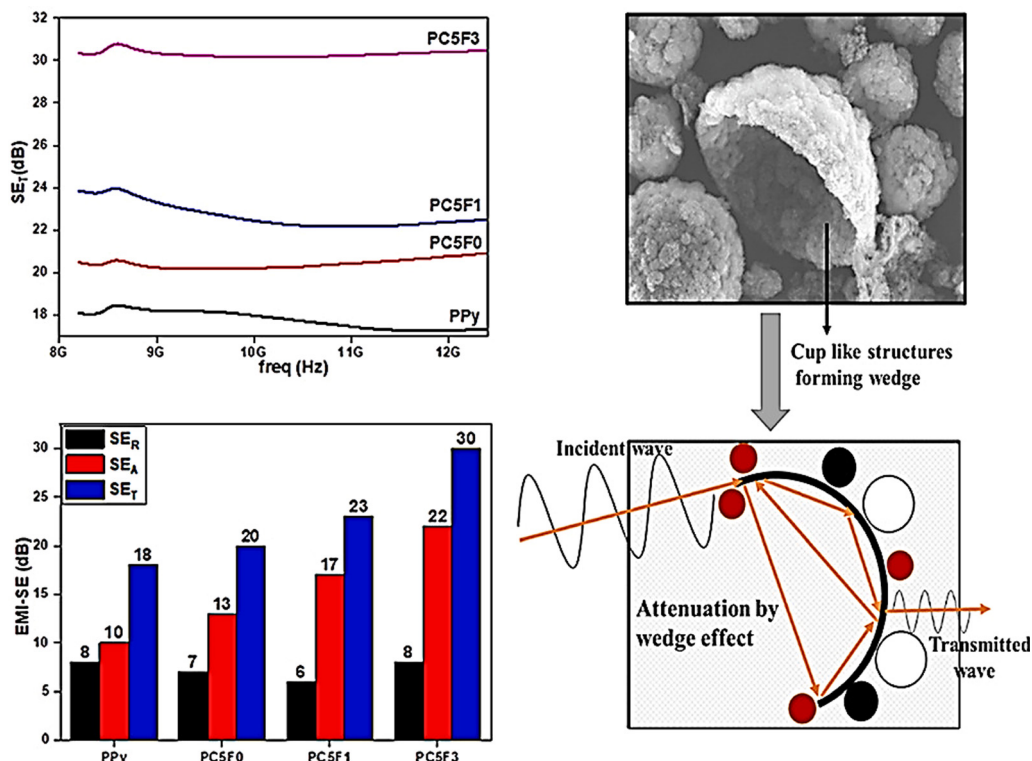 32
30
28
26
24
22
20
18
SE_T (dB)
PC5F3
PC5F1
PC5F0
PPy
8G 9G 10G 11G 12G
freq (Hz)
Cup like structures
forming wedge
30
20
10
0
EMI-SE (dB)
SE_R
SE_A
SE_T
8 10 18
7 13 20
6 17 23
8 22 30
PPy PC5F0 PC5F1 PC5F3
Incident wave
Attenuation by
wedge effect
Transmitted
wave